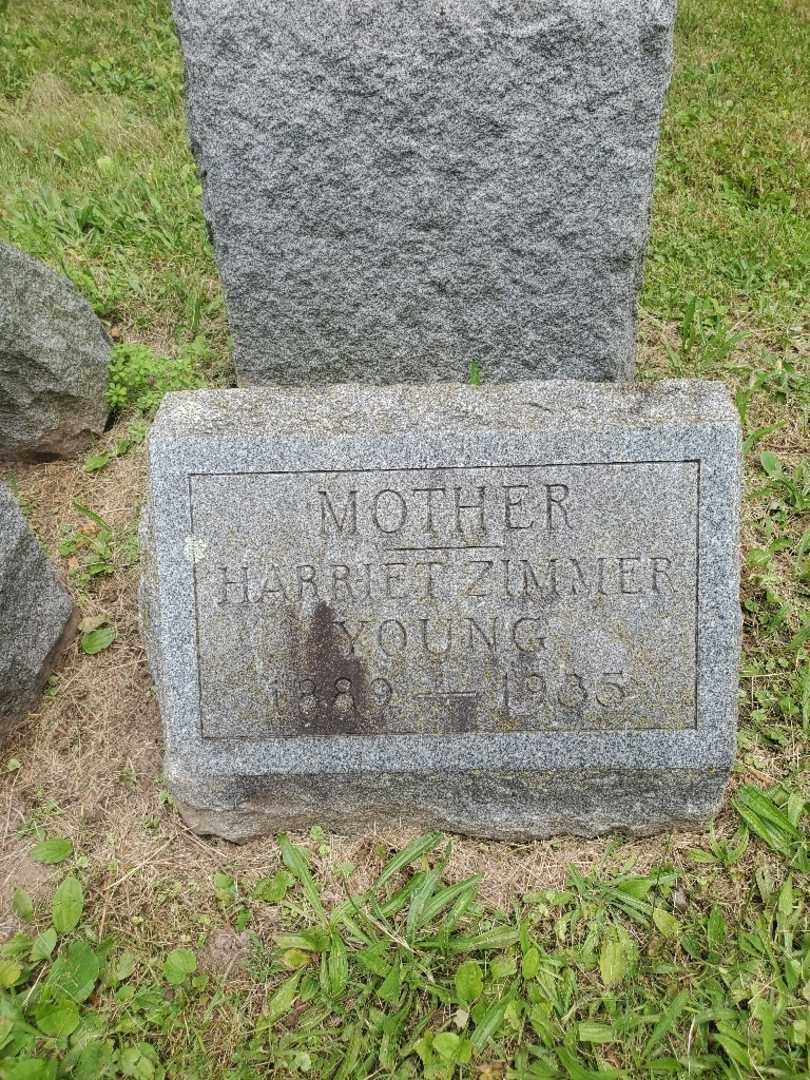 MOTHER
HARRIET ZIMMER
YOUNG
1889 — 1935